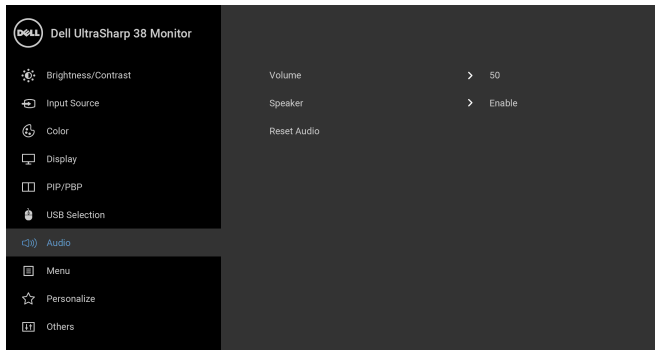 DELL Dell UltraSharp 38 Monitor
Brightness/Contrast
Input Source
Color
Display
PIP/PBP
USB Selection
Audio
Menu
Personalize
Others
Volume > 50
Speaker > Enable
Reset Audio